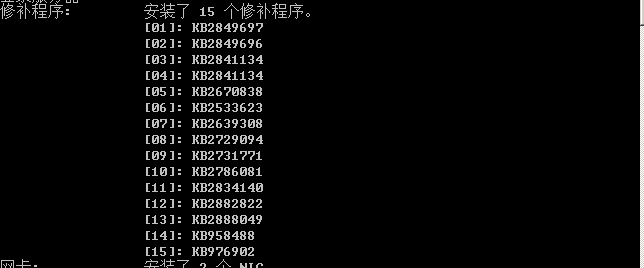 修补程序: 安装了 15 个修补程序。
[01]: KB2849697
[02]: KB2849696
[03]: KB2841134
[04]: KB2841134
[05]: KB2670838
[06]: KB2533623
[07]: KB2639308
[08]: KB2729094
[09]: KB2731771
[10]: KB2786081
[11]: KB2834140
[12]: KB2882822
[13]: KB2888049
[14]: KB958488
[15]: KB976902
网卡: 安装了 2 个 NIC